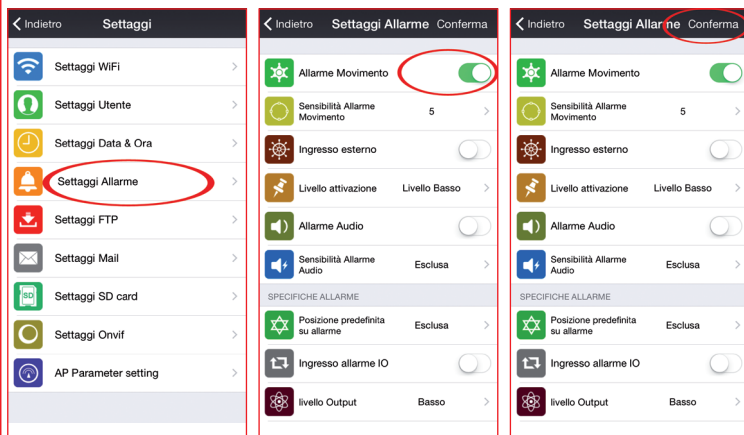 Indietro Settaggi
Settaggi WiFi
Settaggi Utente
Settaggi Data & Ora
Settaggi Allarme
Settaggi FTP
Settaggi Mail
SD Settaggi SD card
Settaggi Onvif
AP Parameter setting
Indietro Settaggi Allarme Conferma
Allarme Movimento
Sensibilità Allarme
Movimento 5
Ingresso esterno
Livello attivazione Livello Basso
Allarme Audio
Sensibilità Allarme
Audio Esclusa
SPECIFICHE ALLARME
Posizione predefinita
su allarme Esclusa
Ingresso allarme IO
livello Output Basso
Indietro Settaggi Allarme Conferma
Allarme Movimento
Sensibilità Allarme
Movimento 5
Ingresso esterno
Livello attivazione Livello Basso
Allarme Audio
Sensibilità Allarme
Audio Esclusa
SPECIFICHE ALLARME
Posizione predefinita
su allarme Esclusa
Ingresso allarme IO
livello Output Basso